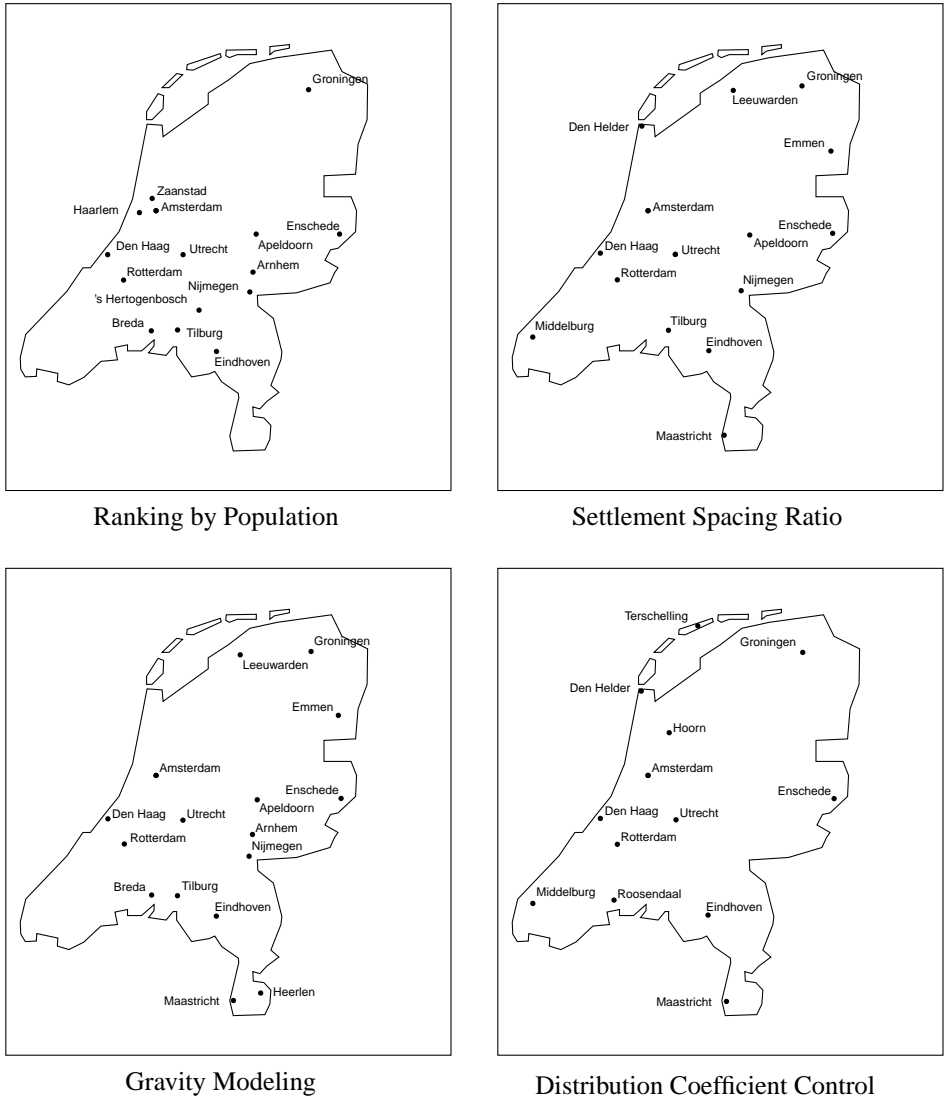 Groningen
Zaanstad
Haarlem
Amsterdam
Enschede
Den Haag
Utrecht
Apeldoorn
Arnhem
Rotterdam
Nijmegen
's Hertogenbosch
Breda
Tilburg
Eindhoven
Ranking by Population
Groningen
Leeuwarden
Den Helder
Emmen
Amsterdam
Enschede
Den Haag
Utrecht
Apeldoorn
Rotterdam
Nijmegen
Middelburg
Tilburg
Eindhoven
Maastricht
Settlement Spacing Ratio
Groningen
Leeuwarden
Emmen
Amsterdam
Enschede
Apeldoorn
Den Haag
Utrecht
Arnhem
Rotterdam
Nijmegen
Breda
Tilburg
Eindhoven
Heerlen
Maastricht
Gravity Modeling
Terschelling
Groningen
Den Helder
Hoorn
Amsterdam
Enschede
Den Haag
Utrecht
Rotterdam
Middelburg
Roosendaal
Eindhoven
Maastricht
Distribution Coefficient Control